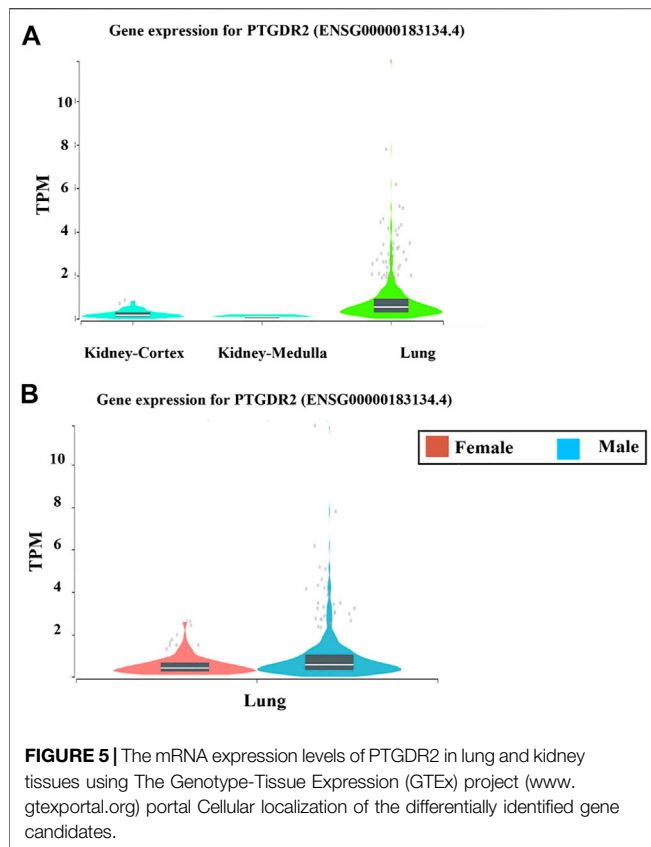 A
Gene expression for PTGDR2 (ENSG00000183134.4)
TPM
10
8
6
4
2
Kidney-Cortex Kidney-Medulla Lung
B
Gene expression for PTGDR2 (ENSG00000183134.4)
Female Male
TPM
10
8
6
4
2
Lung
FIGURE 5 | The mRNA expression levels of PTGDR2 in lung and kidney
tissues using The Genotype-Tissue Expression (GTEx) project (www.
gtexportal.org) portal Cellular localization of the differentially identified gene
candidates.